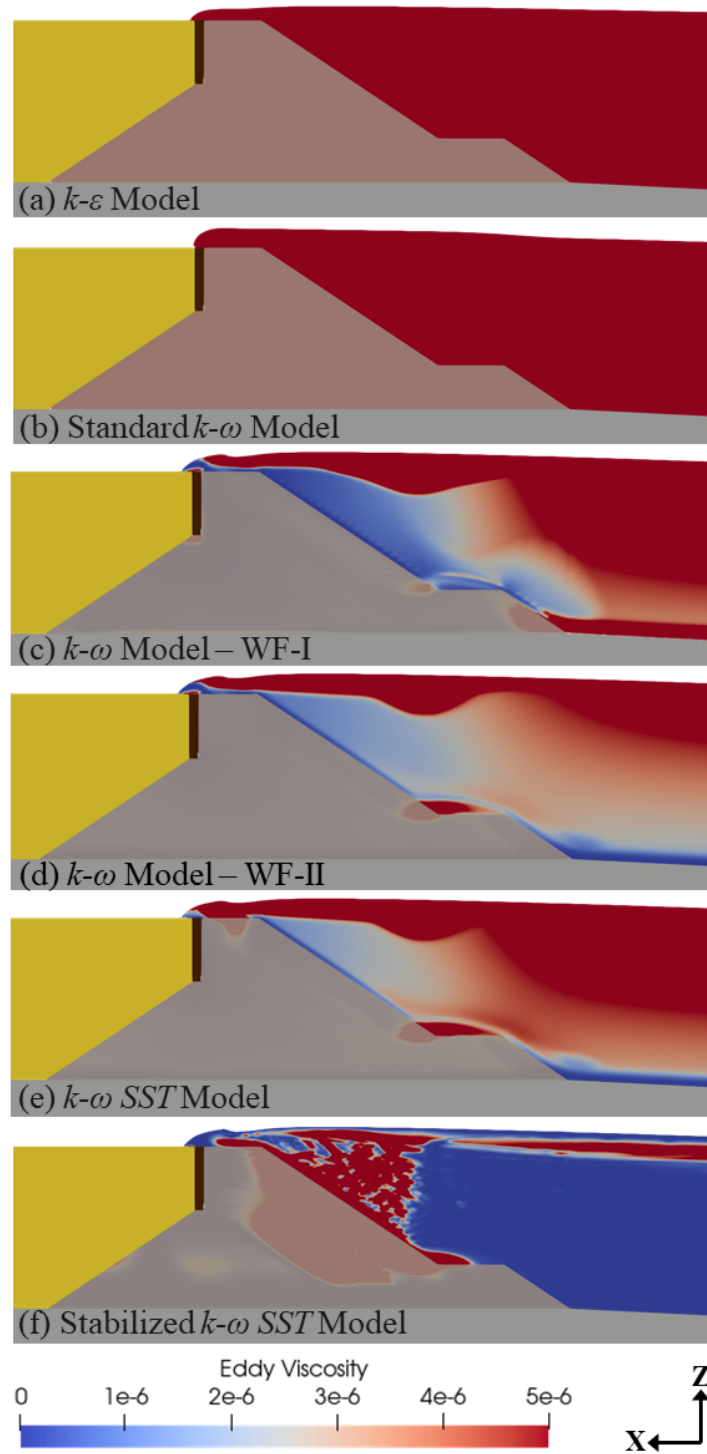 (a) k-ε Model
(b) Standard k-ω Model
(c) k-ω Model – WF-I
(d) k-ω Model – WF-II
(e) k-ω SST Model
(f) Stabilized k-ω SST Model
Eddy Viscosity
0 1e-6 2e-6 3e-6 4e-6 5e-6
Z
X